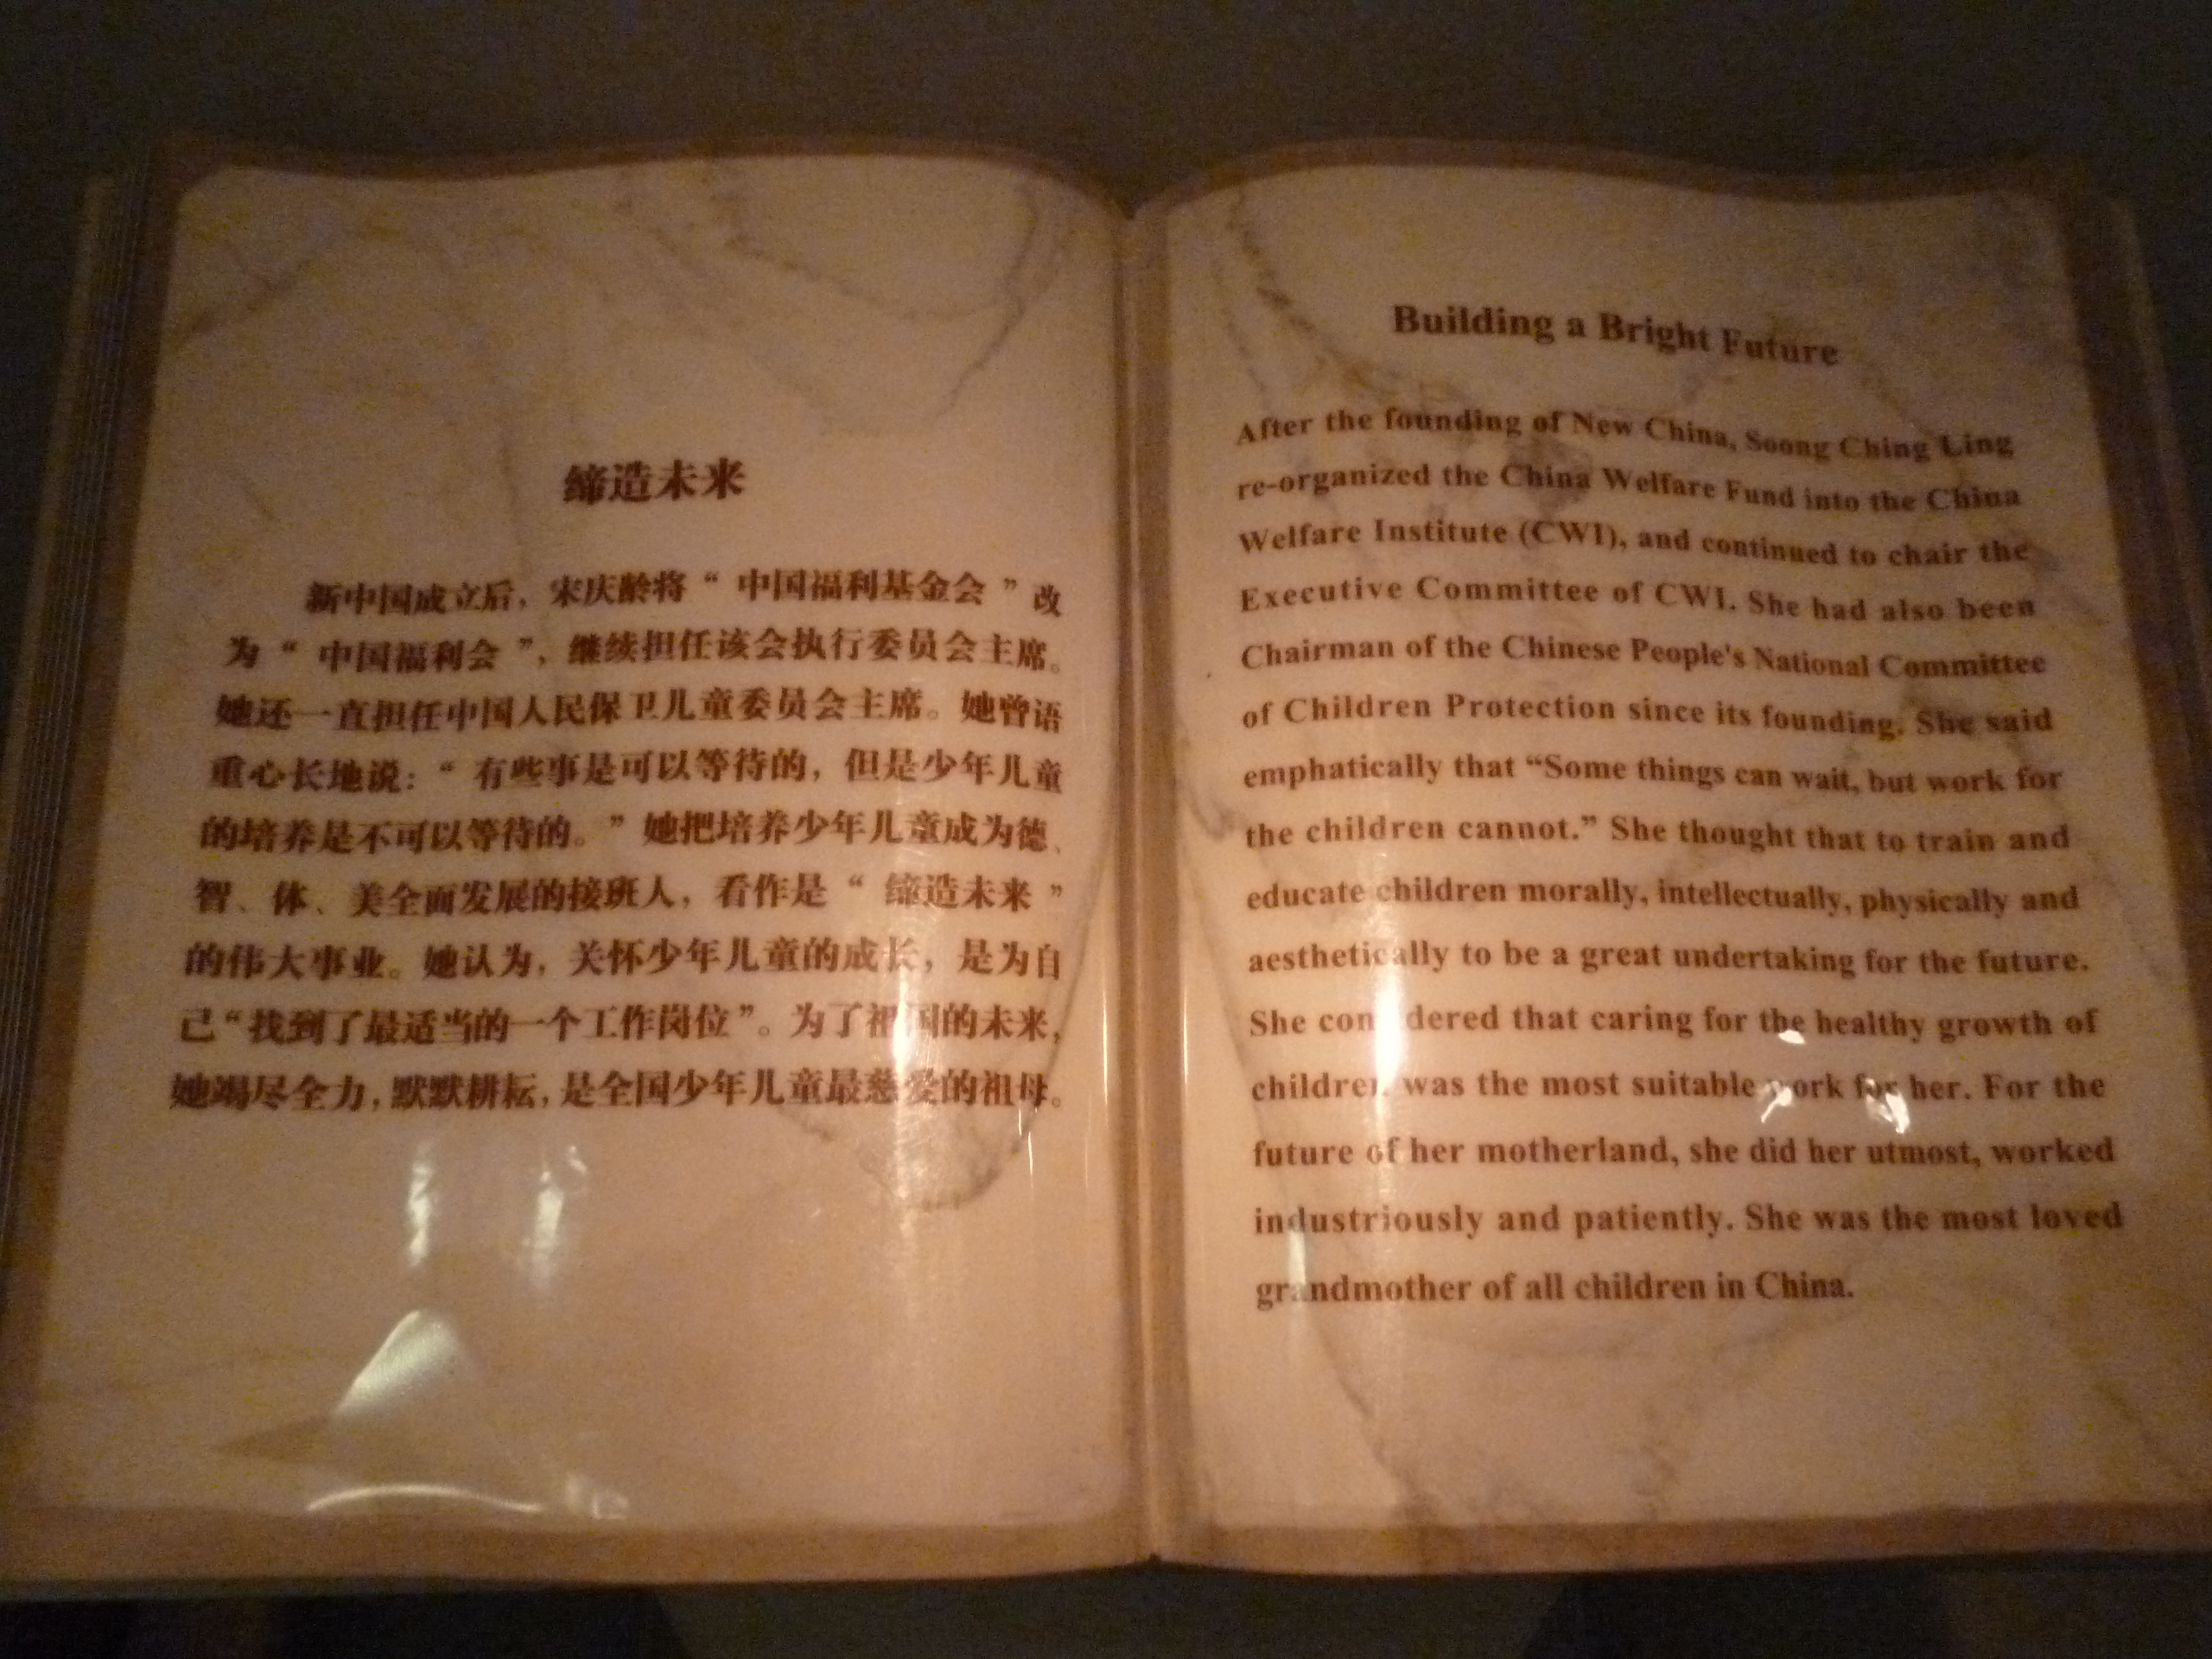 缔造未来
新中国成立后，宋庆龄将“中国福利基金会”改
为“中国福利会”，继续担任该会执行委员会主席。
她还一直担任中国人民保卫儿童委员会主席。她曾语
重心长地说：“有些事是可以等待的，但是少年儿童
的培养是不可以等待的。”她把培养少年儿童成为德、
智、体、美全面发展的接班人，看作是“缔造未来”
的伟大事业。她认为，关怀少年儿童的成长，是为自
己“找到了最适当的一个工作岗位”。为了祖国的未来，
她竭尽全力，默默耕耘，是全国少年儿童最慈爱的祖母。
Building a Bright Future
After the founding of New China, Soong Ching Ling
re-organized the China Welfare Fund into the China
Welfare Institute (CWI), and continued to chair the
Executive Committee of CWI. She had also been
Chairman of the Chinese People's National Committee
of Children Protection since its founding. She said
emphatically that “Some things can wait, but work for
the children cannot.” She thought that to train and
educate children morally, intellectually, physically and
aesthetically to be a great undertaking for the future.
She considered that caring for the healthy growth of
children was the most suitable work for her. For the
future of her motherland, she did her utmost, worked
industriously and patiently. She was the most loved
grandmother of all children in China.